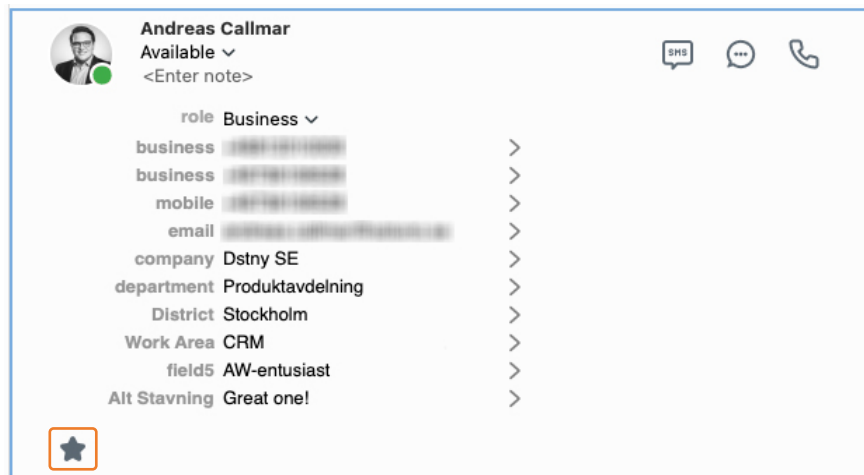 Andreas Callmar
Available
<Enter note>
SMS
role Business
business
business
mobile
email
company Dstny SE
department Produktavdelning
District Stockholm
Work Area CRM
field5 AW-entusiast
Alt Stavning Great one!